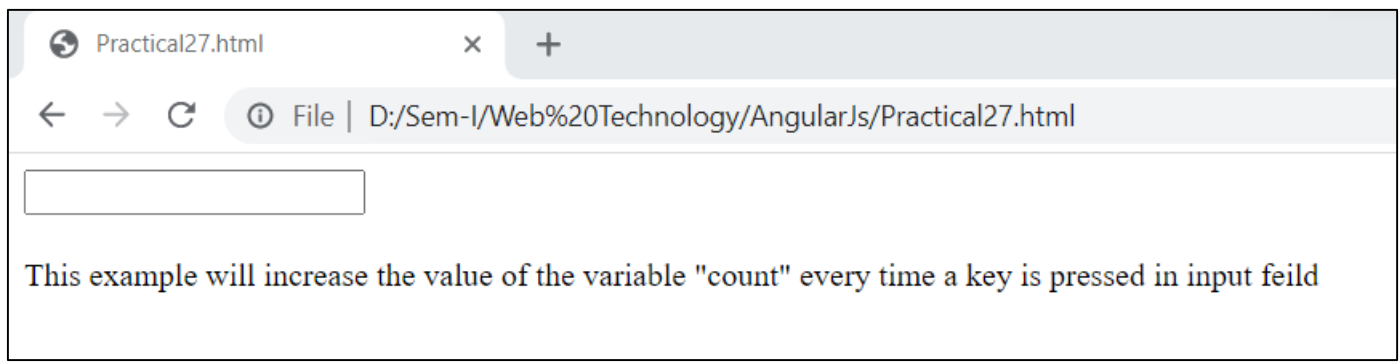 Practical27.html
File | D:/Sem-I/Web%20Technology/AngularJs/Practical27.html
This example will increase the value of the variable "count" every time a key is pressed in input feild